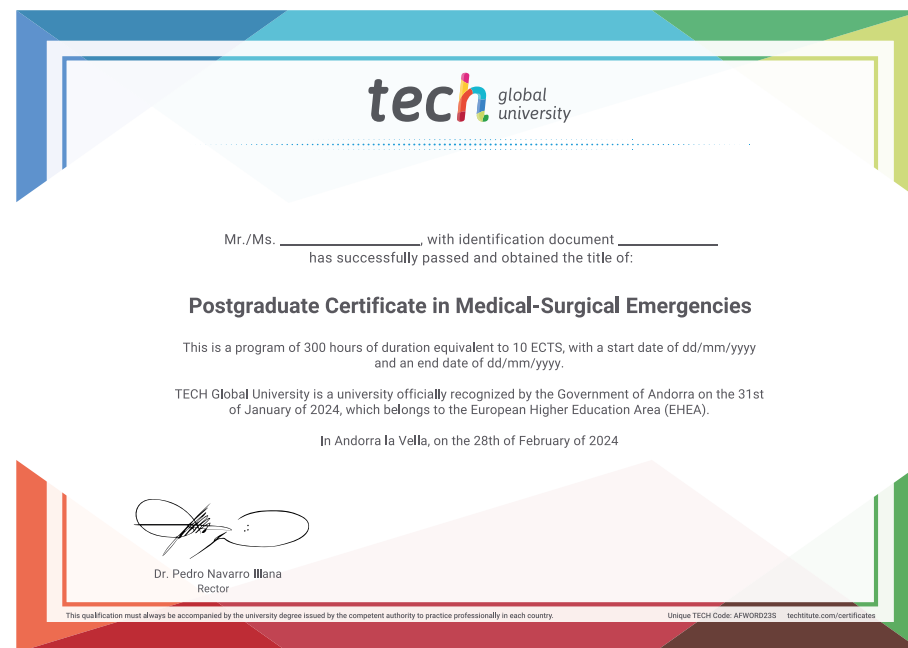 tech global university
Mr./Ms. ____________, with identification document ____________
has successfully passed and obtained the title of:
Postgraduate Certificate in Medical-Surgical Emergencies
This is a program of 300 hours of duration equivalent to 10 ECTS, with a start date of dd/mm/yyyy
and an end date of dd/mm/yyyy.
TECH Global University is a university officially recognized by the Government of Andorra on the 31st
of January of 2024, which belongs to the European Higher Education Area (EHEA).
In Andorra la Vella, on the 28th of February of 2024
Dr. Pedro Navarro Illana
Rector
This qualification must always be accompanied by the university degree issued by the competent authority to practice professionally in each country.
Unique TECH Code: AFWORD23S techtitute.com/certificates